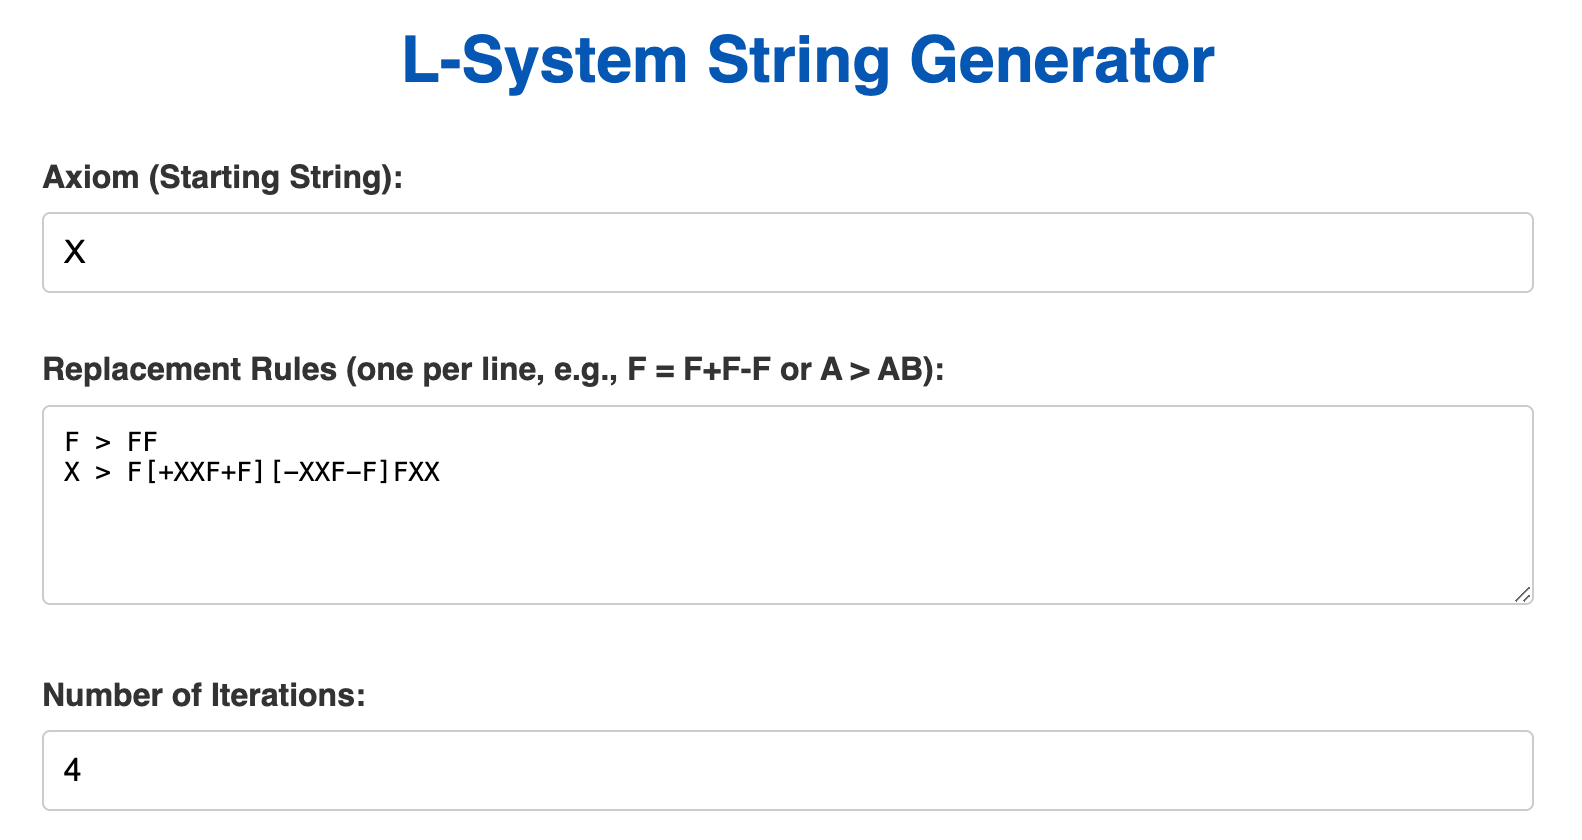 L-System String Generator
Axiom (Starting String):
X
Replacement Rules (one per line, e.g., F = F+F-F or A > AB):
F > FF
X > F[+XXF+F][−XXF−F]FXX
Number of Iterations:
4